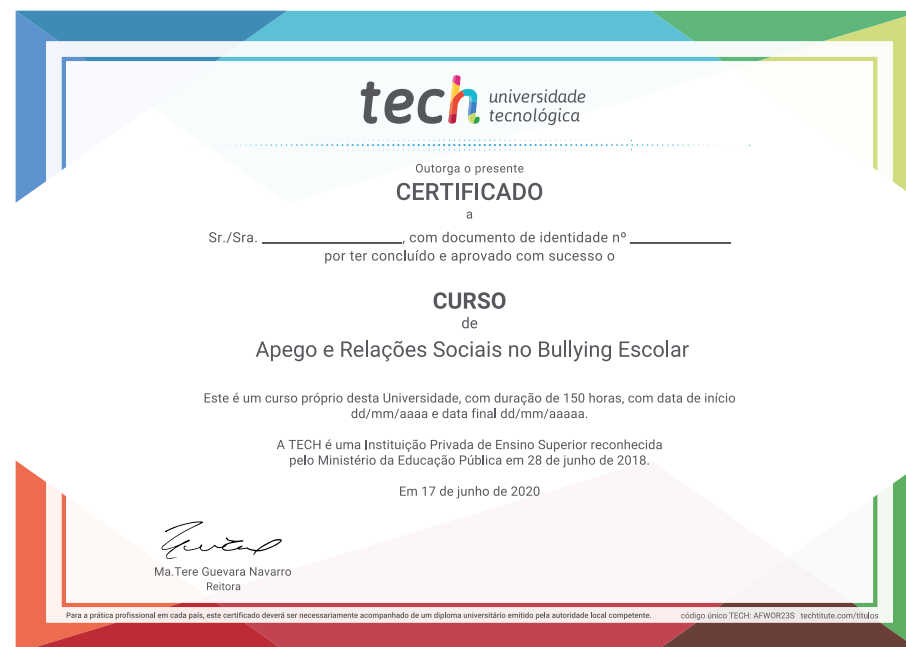 tech universidade
tecnológica
Outorga o presente
CERTIFICADO
a
Sr./Sra. ____________, com documento de identidade nº ____________
por ter concluído e aprovado com sucesso o
CURSO
de
Apego e Relações Sociais no Bullying Escolar
Este é um curso próprio desta Universidade, com duração de 150 horas, com data de início
dd/mm/aaaa e data final dd/mm/aaaaa.
A TECH é uma Instituição Privada de Ensino Superior reconhecida
pelo Ministério da Educação Pública em 28 de junho de 2018.
Em 17 de junho de 2020
Ma.Tere Guevara Navarro
Reitora
Para a prática profissional em cada país, este certificado deverá ser necessariamente acompanhado de um diploma universitário emitido pela autoridade local competente. código único TECH: AFWOR23S techtitute.com/titulos